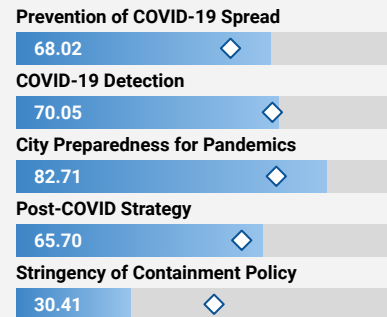 Prevention of COVID-19 Spread
68.02
COVID-19 Detection
70.05
City Preparedness for Pandemics
82.71
Post-COVID Strategy
65.70
Stringency of Containment Policy
30.41